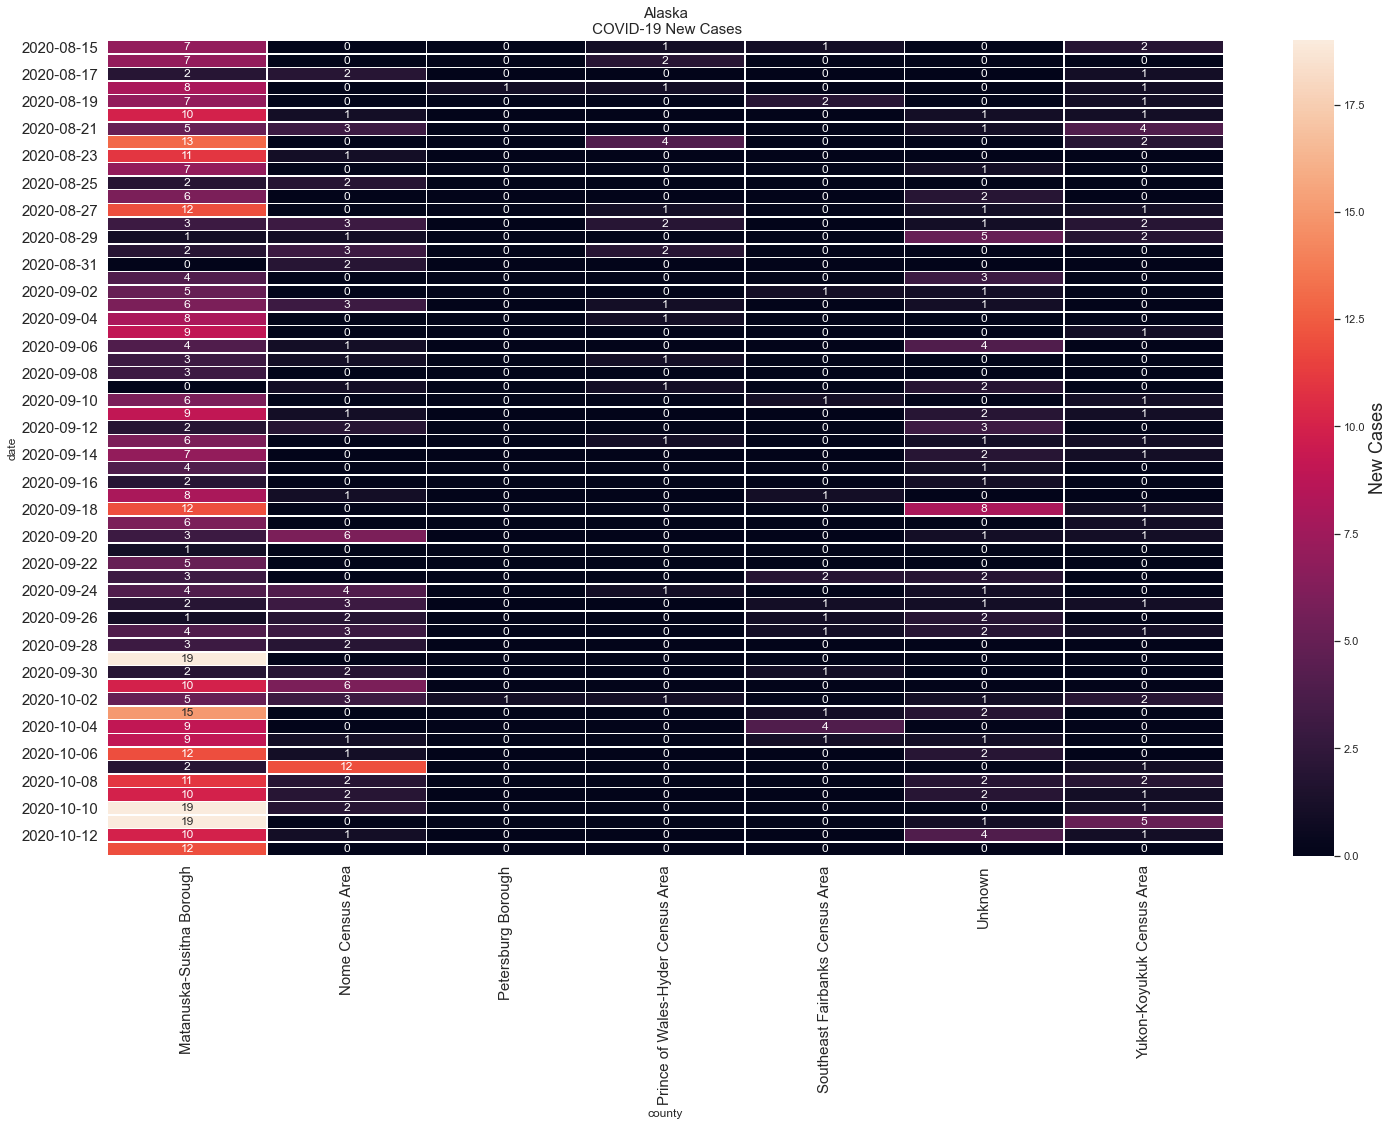 Alaska
COVID-19 New Cases
2020-08-15 7 0 0 1 1 0 2
7 0 0 2 0 0 0
2020-08-17 2 2 0 0 0 0 1
8 0 1 1 0 0 1
2020-08-19 7 0 0 0 2 0 1
10 1 0 0 0 1 1
2020-08-21 5 3 0 0 0 1 4
13 0 0 4 0 0 2
2020-08-23 11 1 0 0 0 0 0
7 0 0 0 0 1 0
2020-08-25 2 2 0 0 0 0 0
6 0 0 0 0 2 0
2020-08-27 12 0 0 1 0 1 1
3 3 0 2 0 1 2
2020-08-29 1 1 0 0 0 5 2
2 3 0 2 0 0 0
2020-08-31 0 2 0 0 0 0 0
4 0 0 0 0 3 0
2020-09-02 5 0 0 0 1 1 0
6 3 0 1 0 1 0
2020-09-04 8 0 0 1 0 0 0
9 0 0 0 0 0 1
2020-09-06 4 1 0 0 0 4 0
3 1 0 1 0 0 0
2020-09-08 3 0 0 0 0 0 0
0 1 0 1 0 2 0
2020-09-10 6 0 0 0 1 0 1
9 1 0 0 0 2 1
2020-09-12 2 2 0 0 0 3 0
6 0 0 1 0 1 1
2020-09-14 7 0 0 0 0 2 1
4 0 0 0 0 1 0
2020-09-16 2 0 0 0 0 1 0
8 1 0 0 1 0 0
2020-09-18 12 0 0 0 0 8 1
6 0 0 0 0 0 1
2020-09-20 3 6 0 0 0 1 1
1 0 0 0 0 0 0
2020-09-22 5 0 0 0 0 0 0
3 0 0 0 2 2 0
2020-09-24 4 4 0 1 0 1 0
2 3 0 0 1 1 1
2020-09-26 1 2 0 0 1 2 0
4 3 0 0 1 2 1
2020-09-28 3 2 0 0 0 0 0
19 0 0 0 0 0 0
2020-09-30 2 2 0 0 1 0 0
10 6 0 0 0 0 0
2020-10-02 5 3 1 1 0 1 2
15 0 0 0 1 2 0
2020-10-04 9 0 0 0 4 0 0
9 1 0 0 1 1 0
2020-10-06 12 1 0 0 0 2 0
2 12 0 0 0 0 1
2020-10-08 11 2 0 0 0 2 2
10 2 0 0 0 2 1
2020-10-10 19 2 0 0 0 0 1
19 0 0 0 0 1 5
2020-10-12 10 1 0 0 0 4 1
12 0 0 0 0 0 0
date
Matanuska-Susitna Borough
Nome Census Area
Petersburg Borough
Prince of Wales-Hyder Census Area
Southeast Fairbanks Census Area
Unknown
Yukon-Koyukuk Census Area
county
17.5
15.0
12.5
10.0
7.5
5.0
2.5
0.0
New Cases